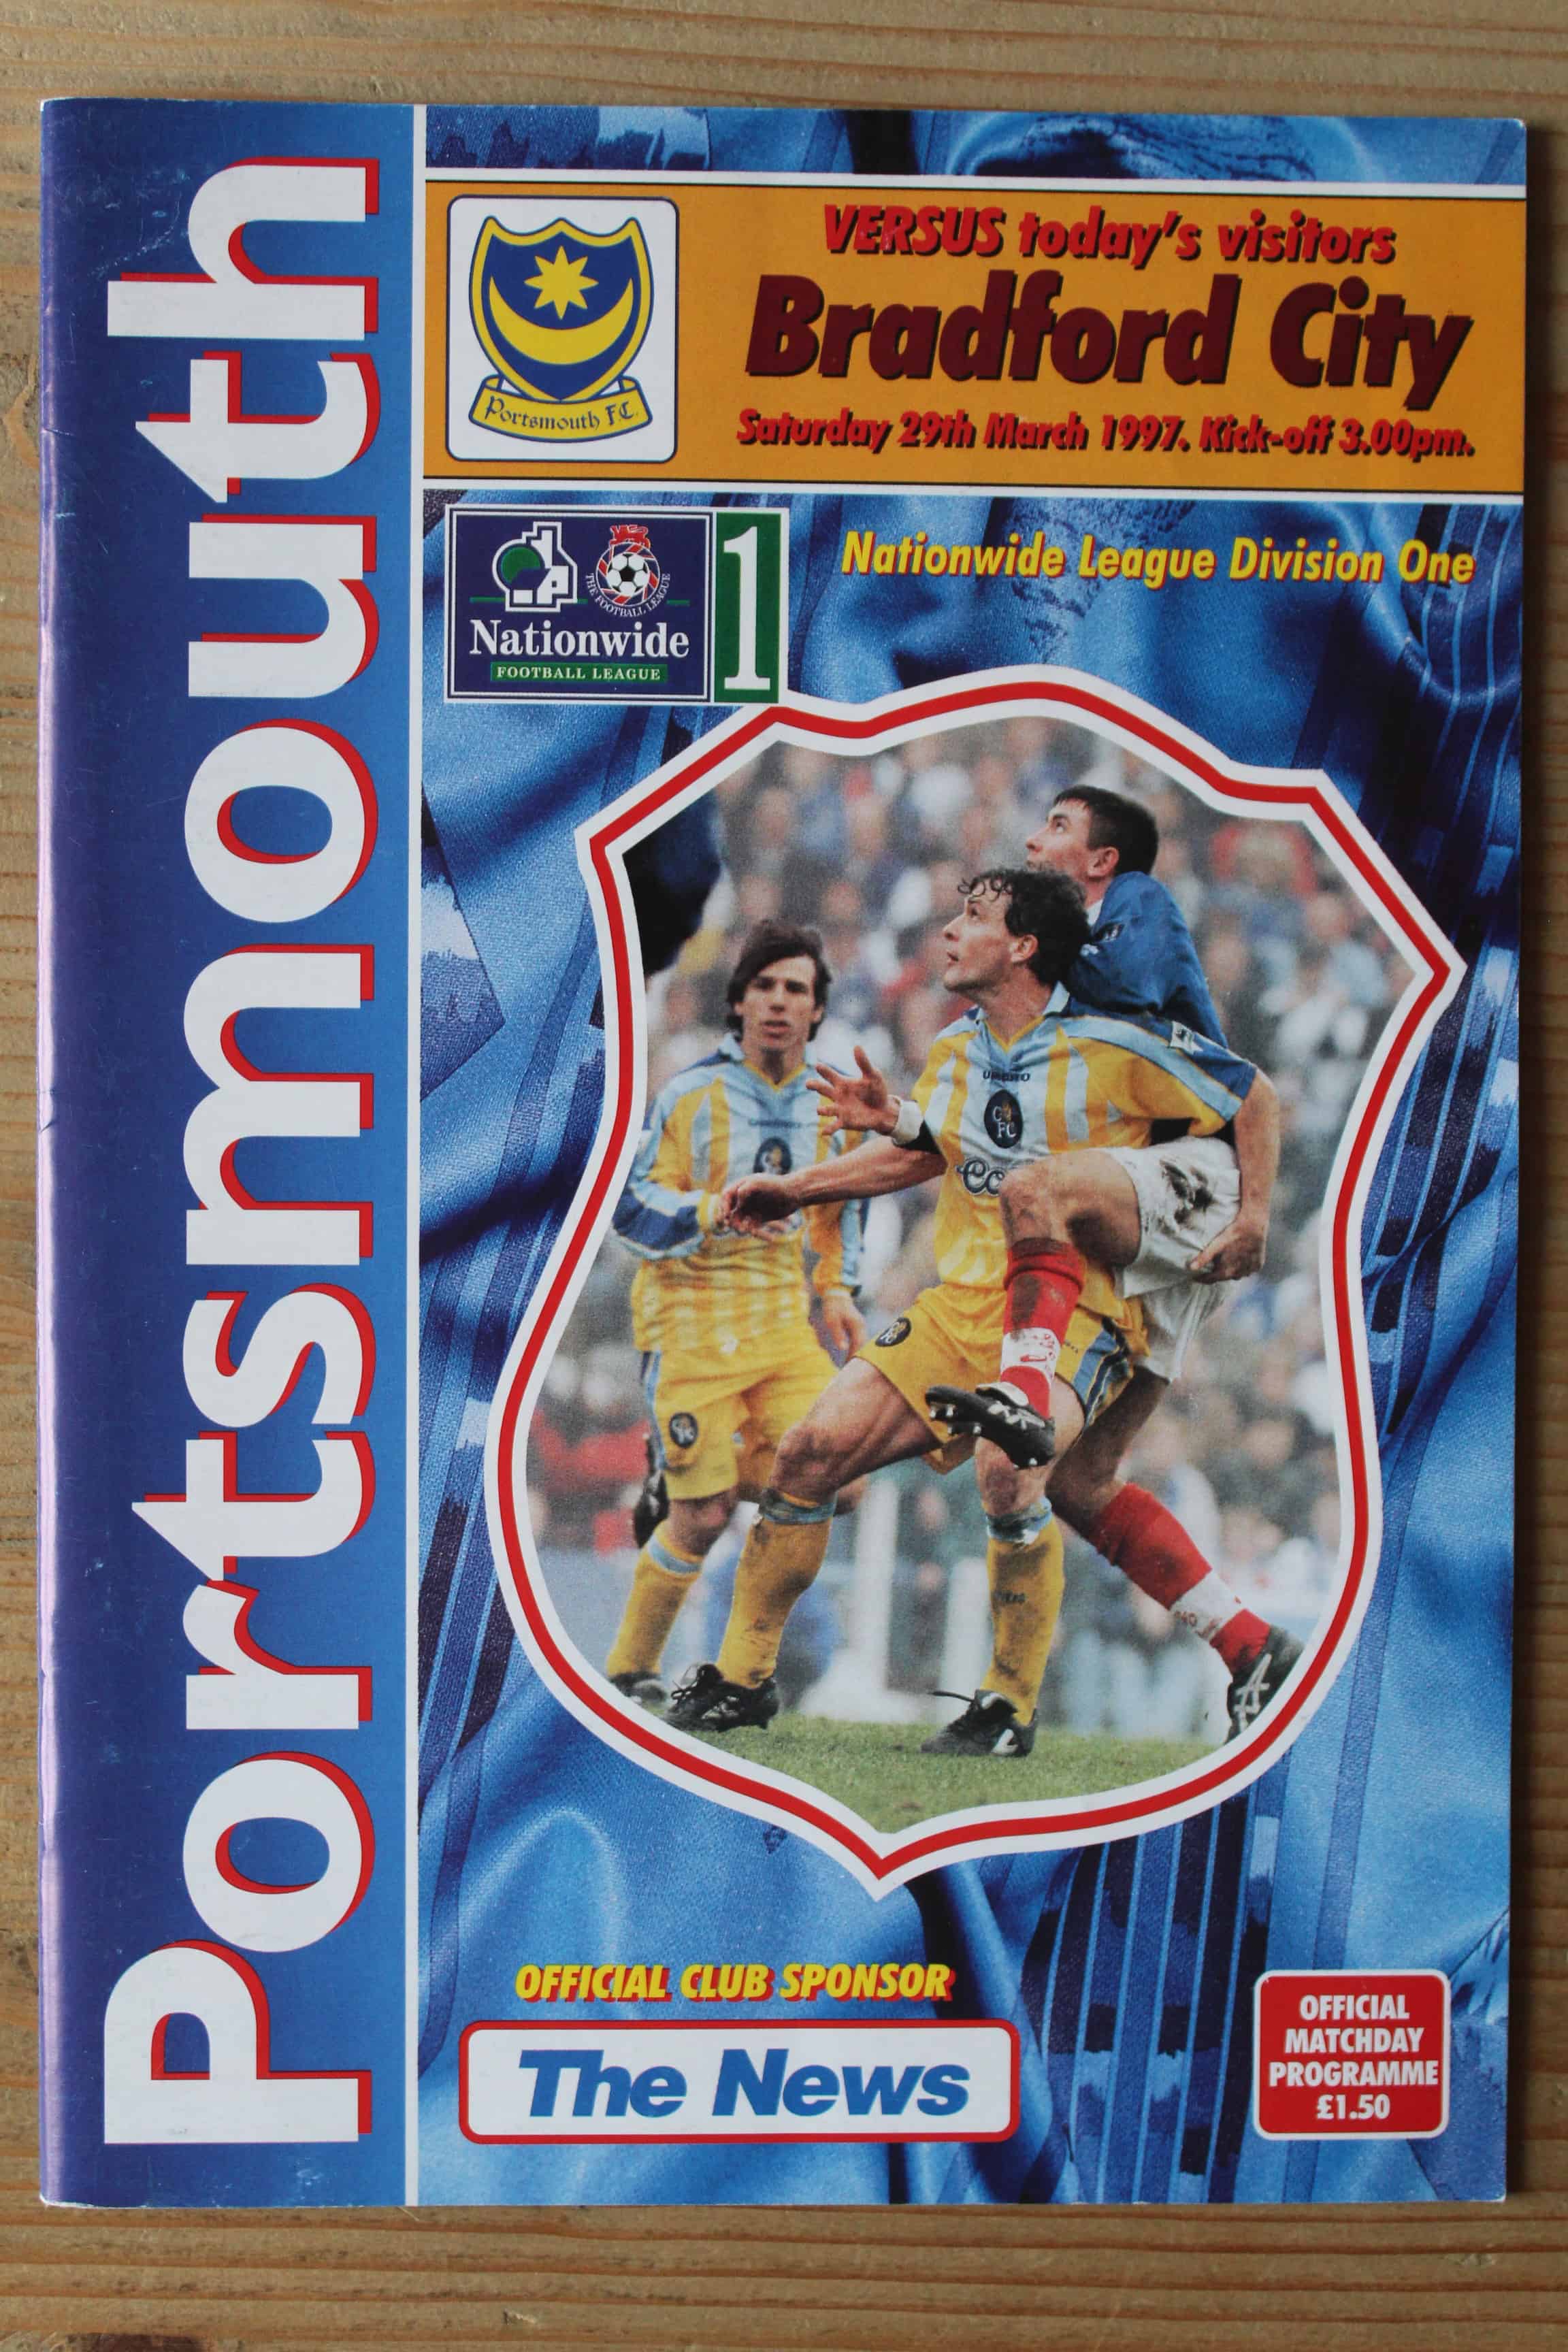 Portsmouth
VERSUS today's visitors
Bradford City
Saturday 29th March 1997. Kick-off 3.00pm.
Portsmouth F.C.
Nationwide League Division One
THE FOOTBALL LEAGUE
Nationwide
FOOTBALL LEAGUE
1
UMBRO
CFC
OFFICIAL CLUB SPONSOR
The News
OFFICIAL
MATCHDAY
PROGRAMME
£1.50